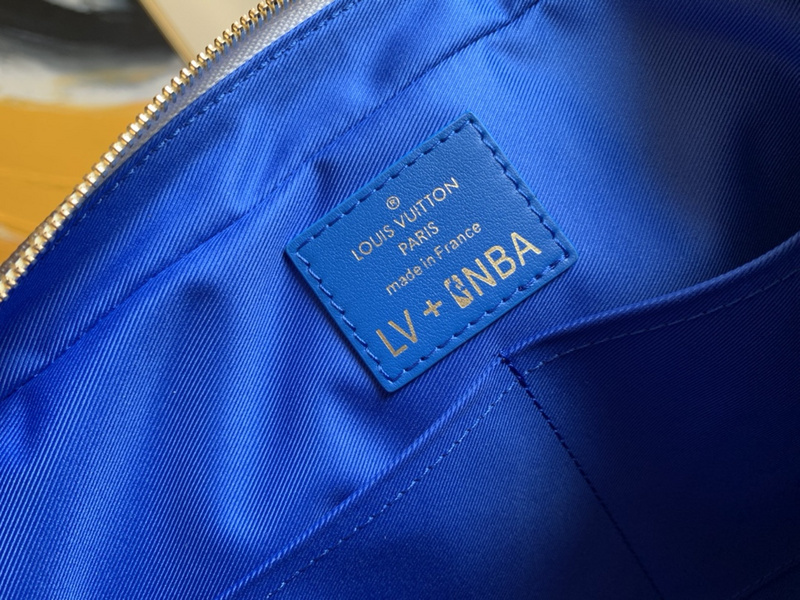 ®
LOUIS VUITTON
PARIS
made in France
LV + NBA